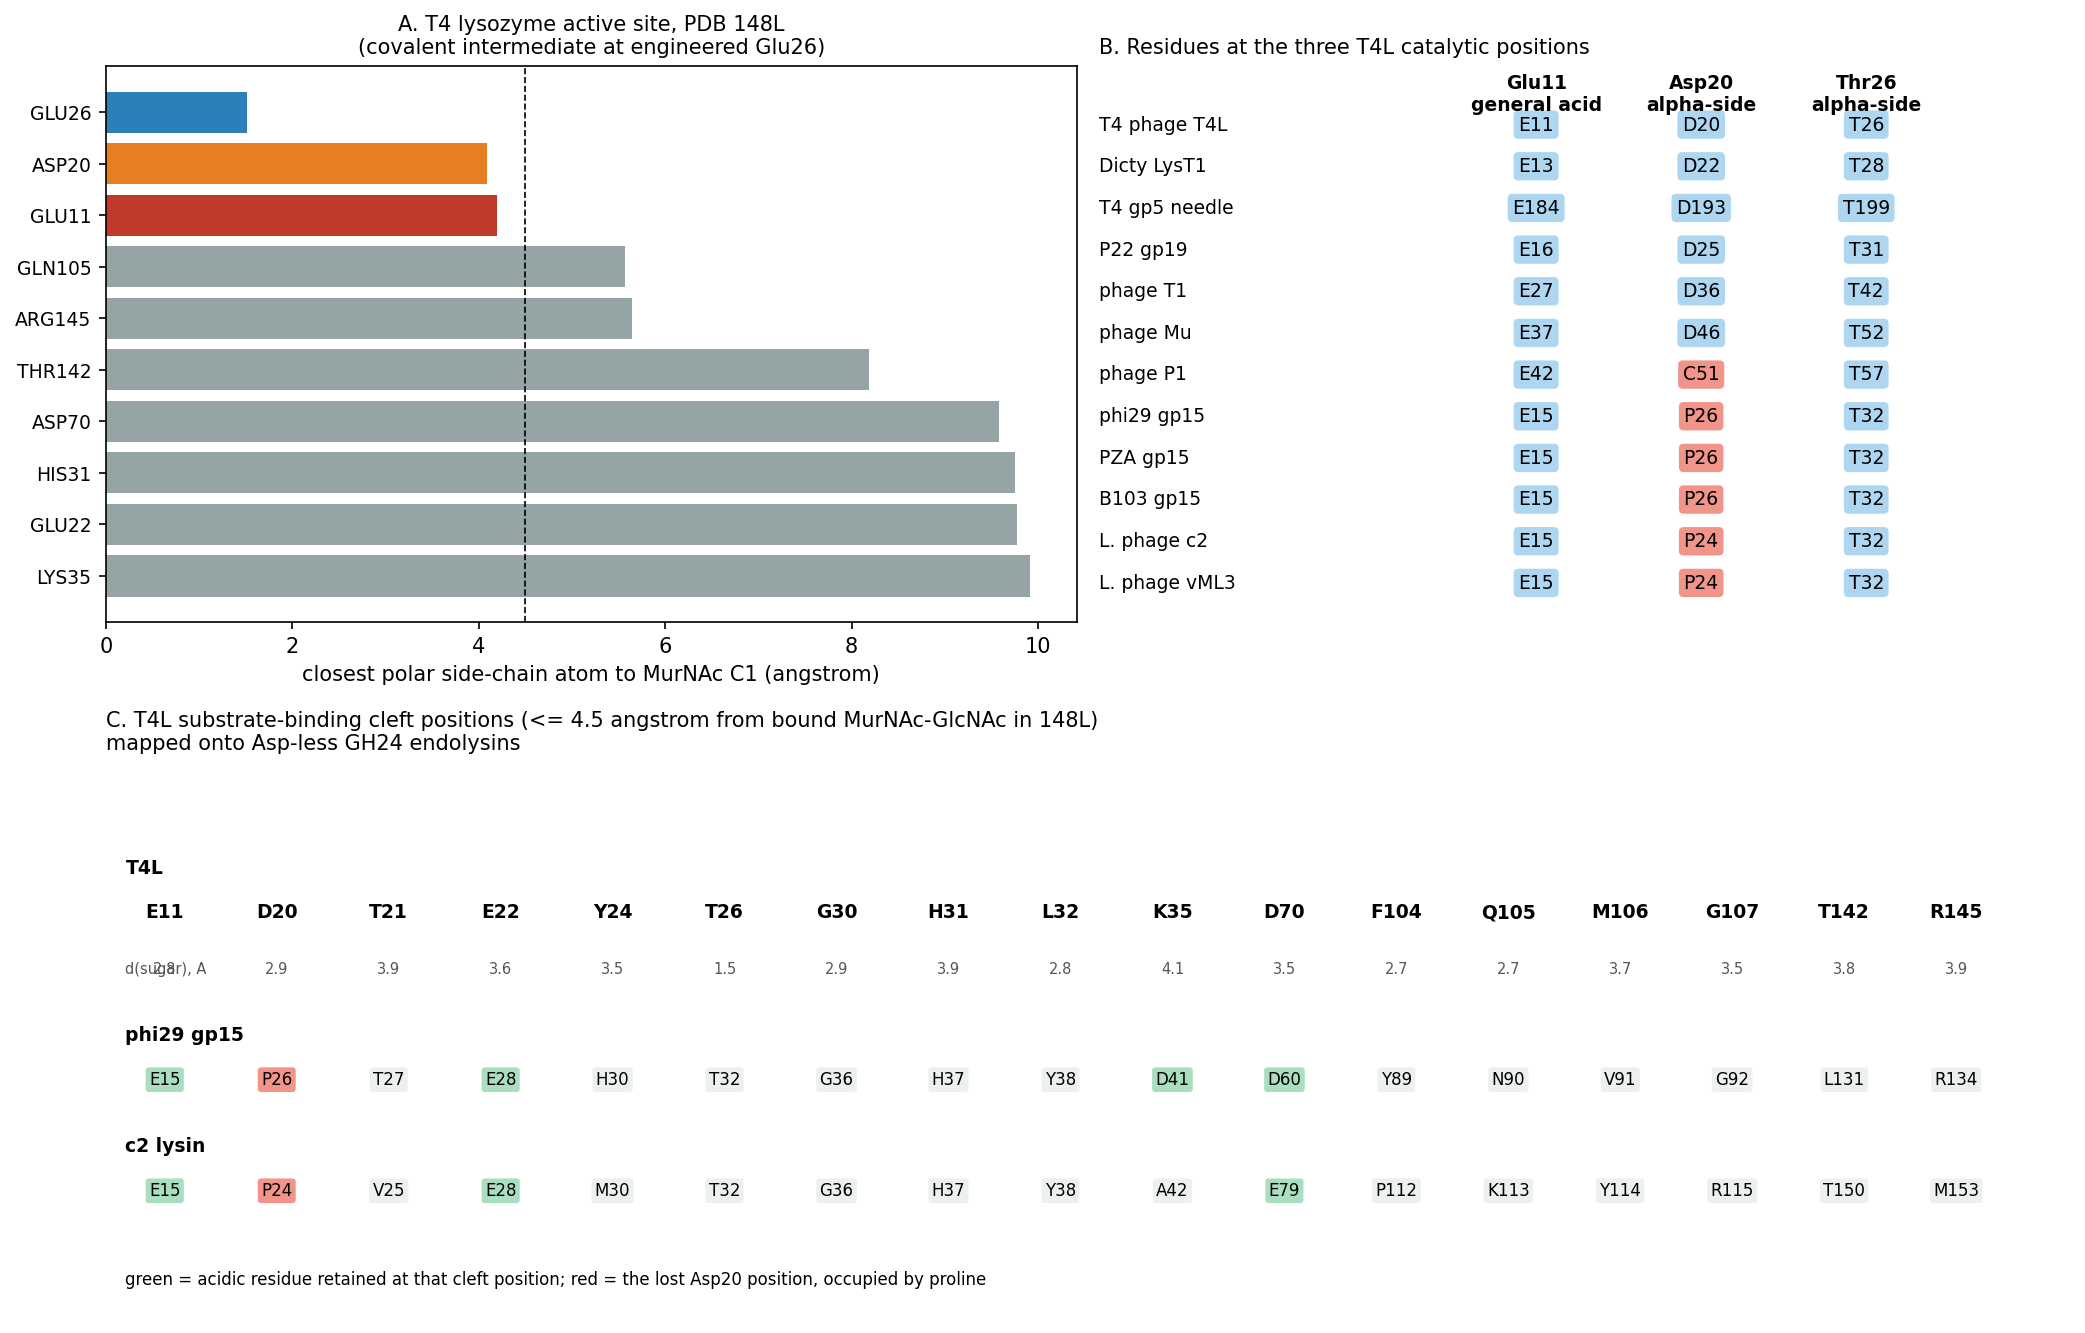 A. T4 lysozyme active site, PDB 148L
(covalent intermediate at engineered Glu26)
GLU26
ASP20
GLU11
GLN105
ARG145
THR142
ASP70
HIS31
GLU22
LYS35
0 2 4 6 8 10
closest polar side-chain atom to MurNAc C1 (angstrom)
B. Residues at the three T4L catalytic positions
Glu11 Asp20 Thr26
general acid alpha-side alpha-side
T4 phage T4L E11 D20 T26
Dicty LysT1 E13 D22 T28
T4 gp5 needle E184 D193 T199
P22 gp19 E16 D25 T31
phage T1 E27 D36 T42
phage Mu E37 D46 T52
phage P1 E42 C51 T57
phi29 gp15 E15 P26 T32
PZA gp15 E15 P26 T32
B103 gp15 E15 P26 T32
L. phage c2 E15 P24 T32
L. phage vML3 E15 P24 T32
C. T4L substrate-binding cleft positions (<= 4.5 angstrom from bound MurNAc-GlcNAc in 148L)
mapped onto Asp-less GH24 endolysins
T4L
E11 D20 T21 E22 Y24 T26 G30 H31 L32 K35 D70 F104 Q105 M106 G107 T142 R145
d(sugar), A 2.8 2.9 3.9 3.6 3.5 1.5 2.9 3.9 2.8 4.1 3.5 2.7 2.7 3.7 3.5 3.8 3.9
phi29 gp15
E15 P26 T27 E28 H30 T32 G36 H37 Y38 D41 D60 Y89 N90 V91 G92 L131 R134
c2 lysin
E15 P24 V25 E28 M30 T32 G36 H37 Y38 A42 E79 P112 K113 Y114 R115 T150 M153
green = acidic residue retained at that cleft position; red = the lost Asp20 position, occupied by proline